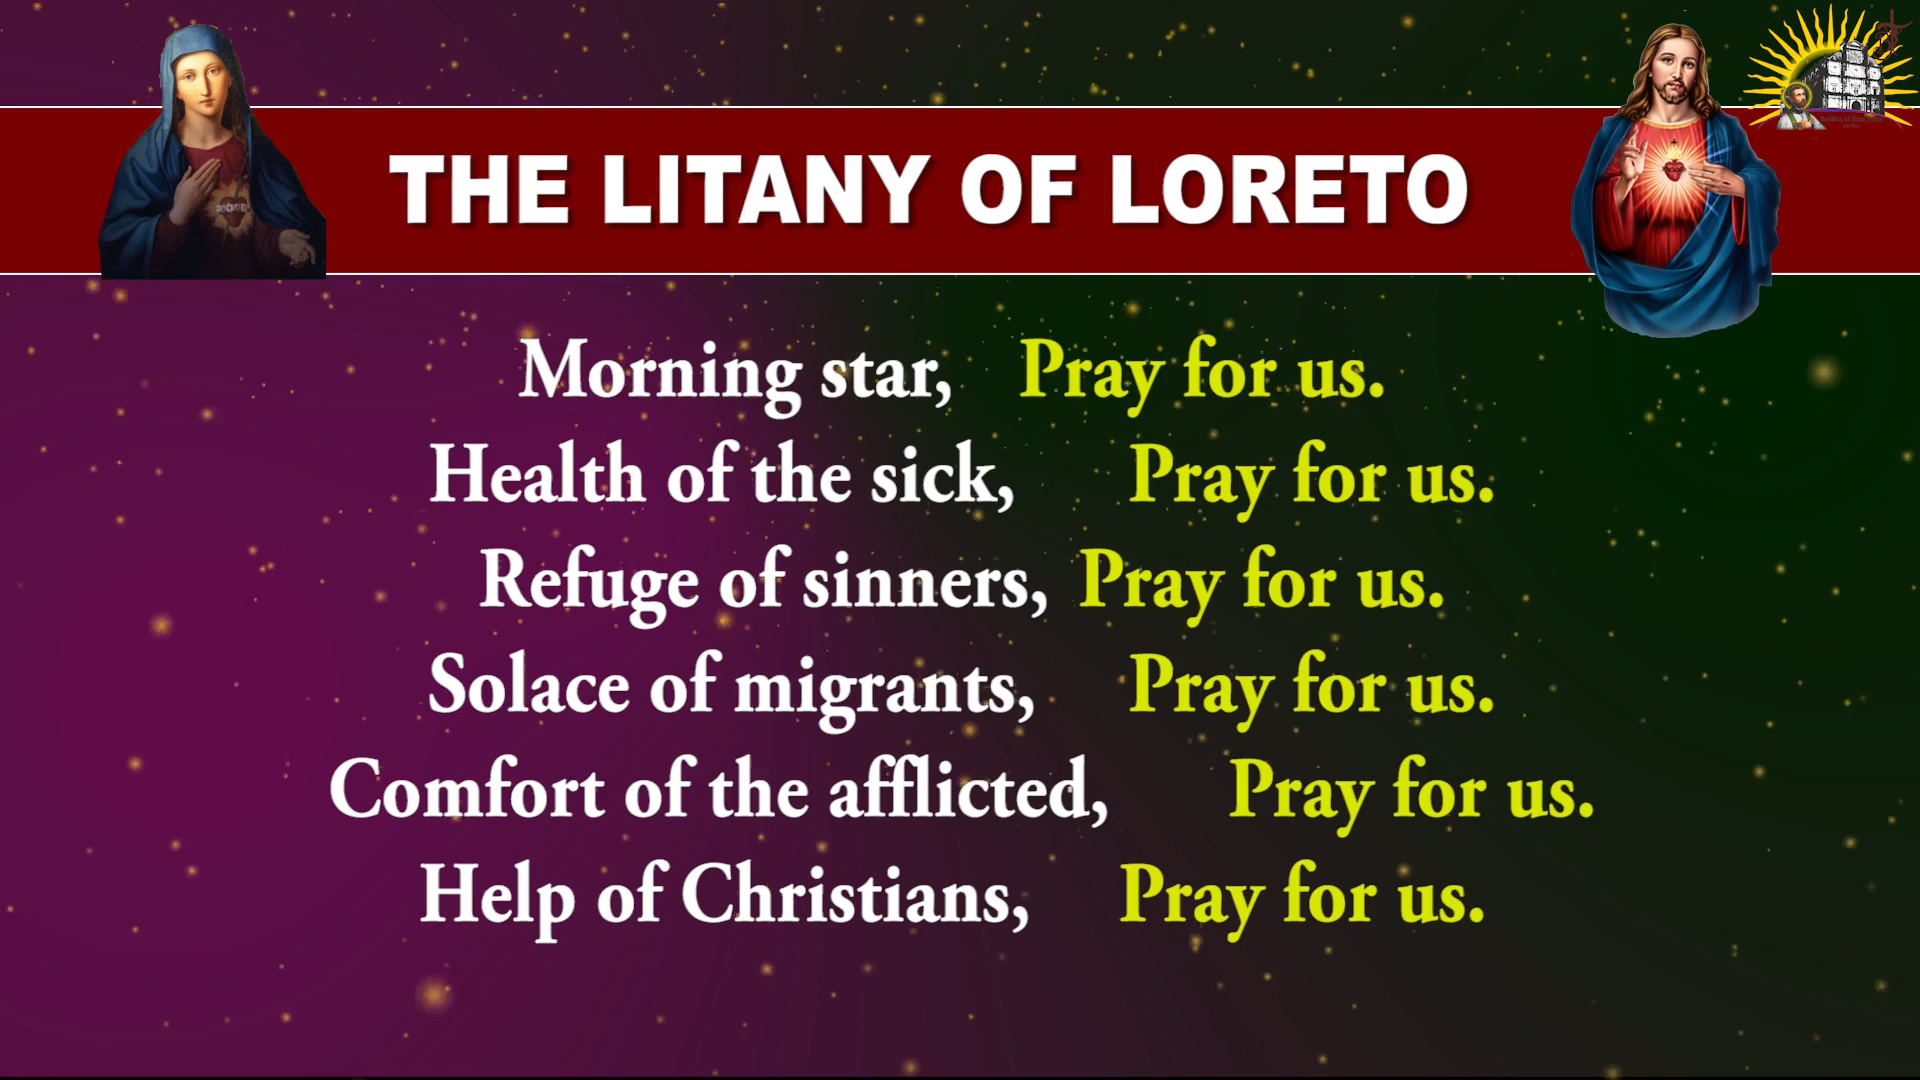 THE LITANY OF LORETO
Morning star, Pray for us.
Health of the sick, Pray for us.
Refuge of sinners, Pray for us.
Solace of migrants, Pray for us.
Comfort of the afflicted, Pray for us.
Help of Christians, Pray for us.